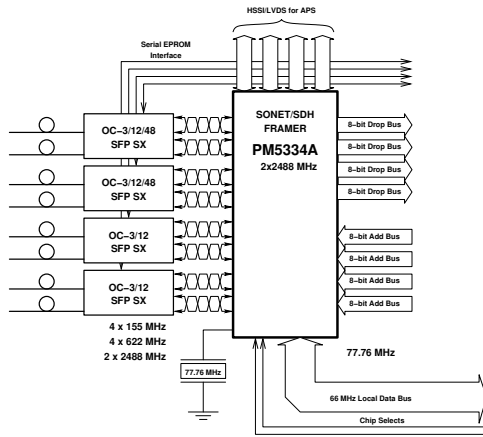 HSSI/LVDS for APS
Serial EPROM
Interface
SONET/SDH
FRAMER
PM5334A
2x2488 MHz
OC-3/12/48
SFP SX
OC-3/12/48
SFP SX
OC-3/12
SFP SX
OC-3/12
SFP SX
8-bit Drop Bus
8-bit Drop Bus
8-bit Drop Bus
8-bit Drop Bus
8-bit Add Bus
8-bit Add Bus
8-bit Add Bus
8-bit Add Bus
4 x 155 MHz
4 x 622 MHz
2 x 2488 MHz
77.76 MHz
77.76 MHz
66 MHz Local Data Bus
Chip Selects